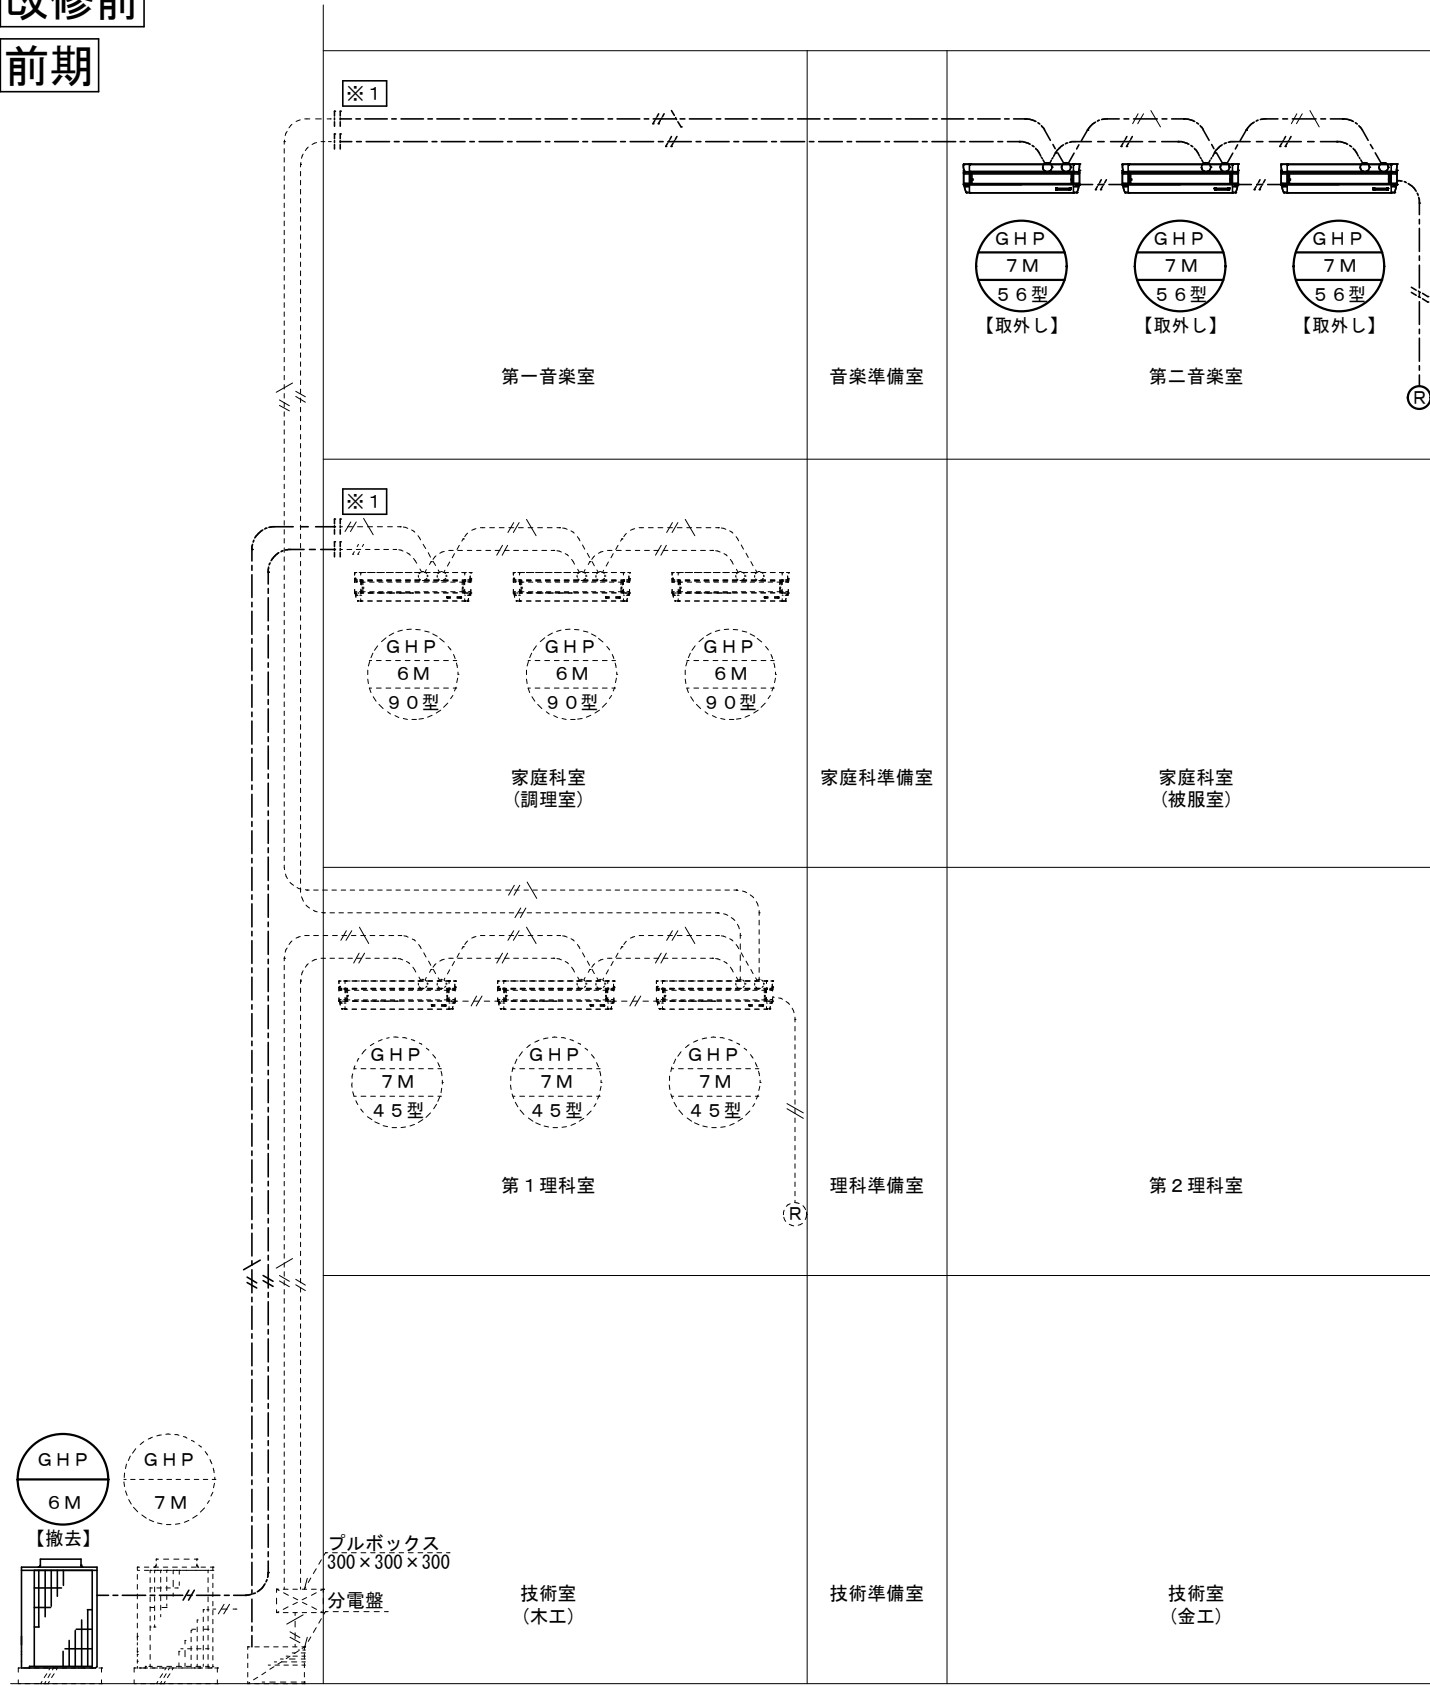 改修前
前期
※1
GHP GHP GHP
7M 7M 7M
56型 56型 56型
【取外し】 【取外し】 【取外し】
第一音楽室 音楽準備室 第二音楽室
R
※1
GHP GHP GHP
6M 6M 6M
90型 90型 90型
家庭科室 家庭科準備室 家庭科室
(調理室) (被服室)
GHP GHP GHP
7M 7M 7M
45型 45型 45型
第1理科室 理科準備室 第2理科室
R
GHP GHP
6M 7M
【撤去】
プルボックス
300×300×300
分電盤
技術室 技術準備室 技術室
(木工) (金工)